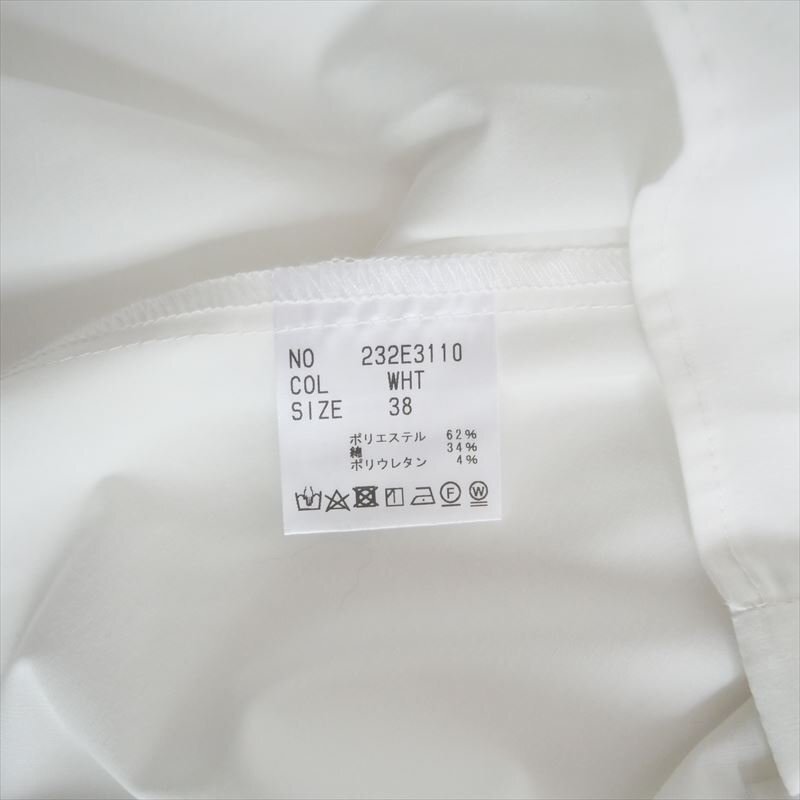 NO 232E3110
COL WHT
SIZE 38
ポリエステル 62%
綿 34%
ポリウレタン 4%
F W